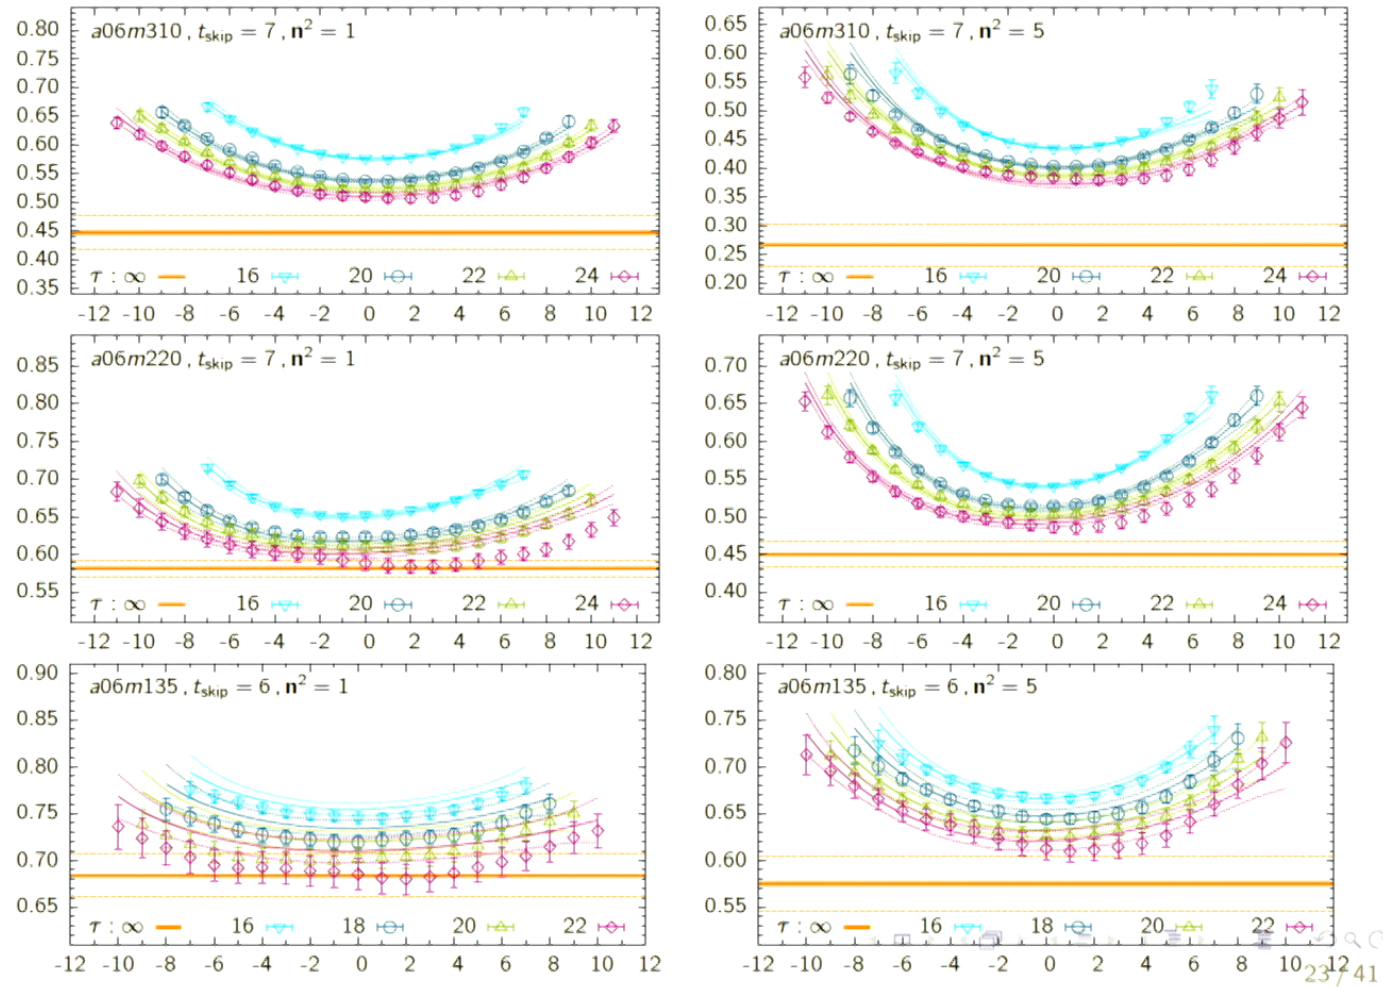 a06m310 , tskip = 7 , n² = 1
0.80
0.75
0.70
0.65
0.60
0.55
0.50
0.45
0.40
0.35
τ : ∞ 16 20 22 24
-12 -10 -8 -6 -4 -2 0 2 4 6 8 10 12
a06m310 , tskip = 7 , n² = 5
0.65
0.60
0.55
0.50
0.45
0.40
0.35
0.30
0.25
0.20
τ : ∞ 16 20 22 24
-12 -10 -8 -6 -4 -2 0 2 4 6 8 10 12
a06m220 , tskip = 7 , n² = 1
0.85
0.80
0.75
0.70
0.65
0.60
0.55
τ : ∞ 16 20 22 24
-12 -10 -8 -6 -4 -2 0 2 4 6 8 10 12
a06m220 , tskip = 7 , n² = 5
0.70
0.65
0.60
0.55
0.50
0.45
0.40
τ : ∞ 16 20 22 24
-12 -10 -8 -6 -4 -2 0 2 4 6 8 10 12
a06m135 , tskip = 6 , n² = 1
0.90
0.85
0.80
0.75
0.70
0.65
τ : ∞ 16 18 20 22
-12 -10 -8 -6 -4 -2 0 2 4 6 8 10 12
a06m135 , tskip = 6 , n² = 5
0.80
0.75
0.70
0.65
0.60
0.55
τ : ∞ 16 18 20 22
-12 -10 -8 -6 -4 -2 0 2 4 6 8 10 12
23 / 41